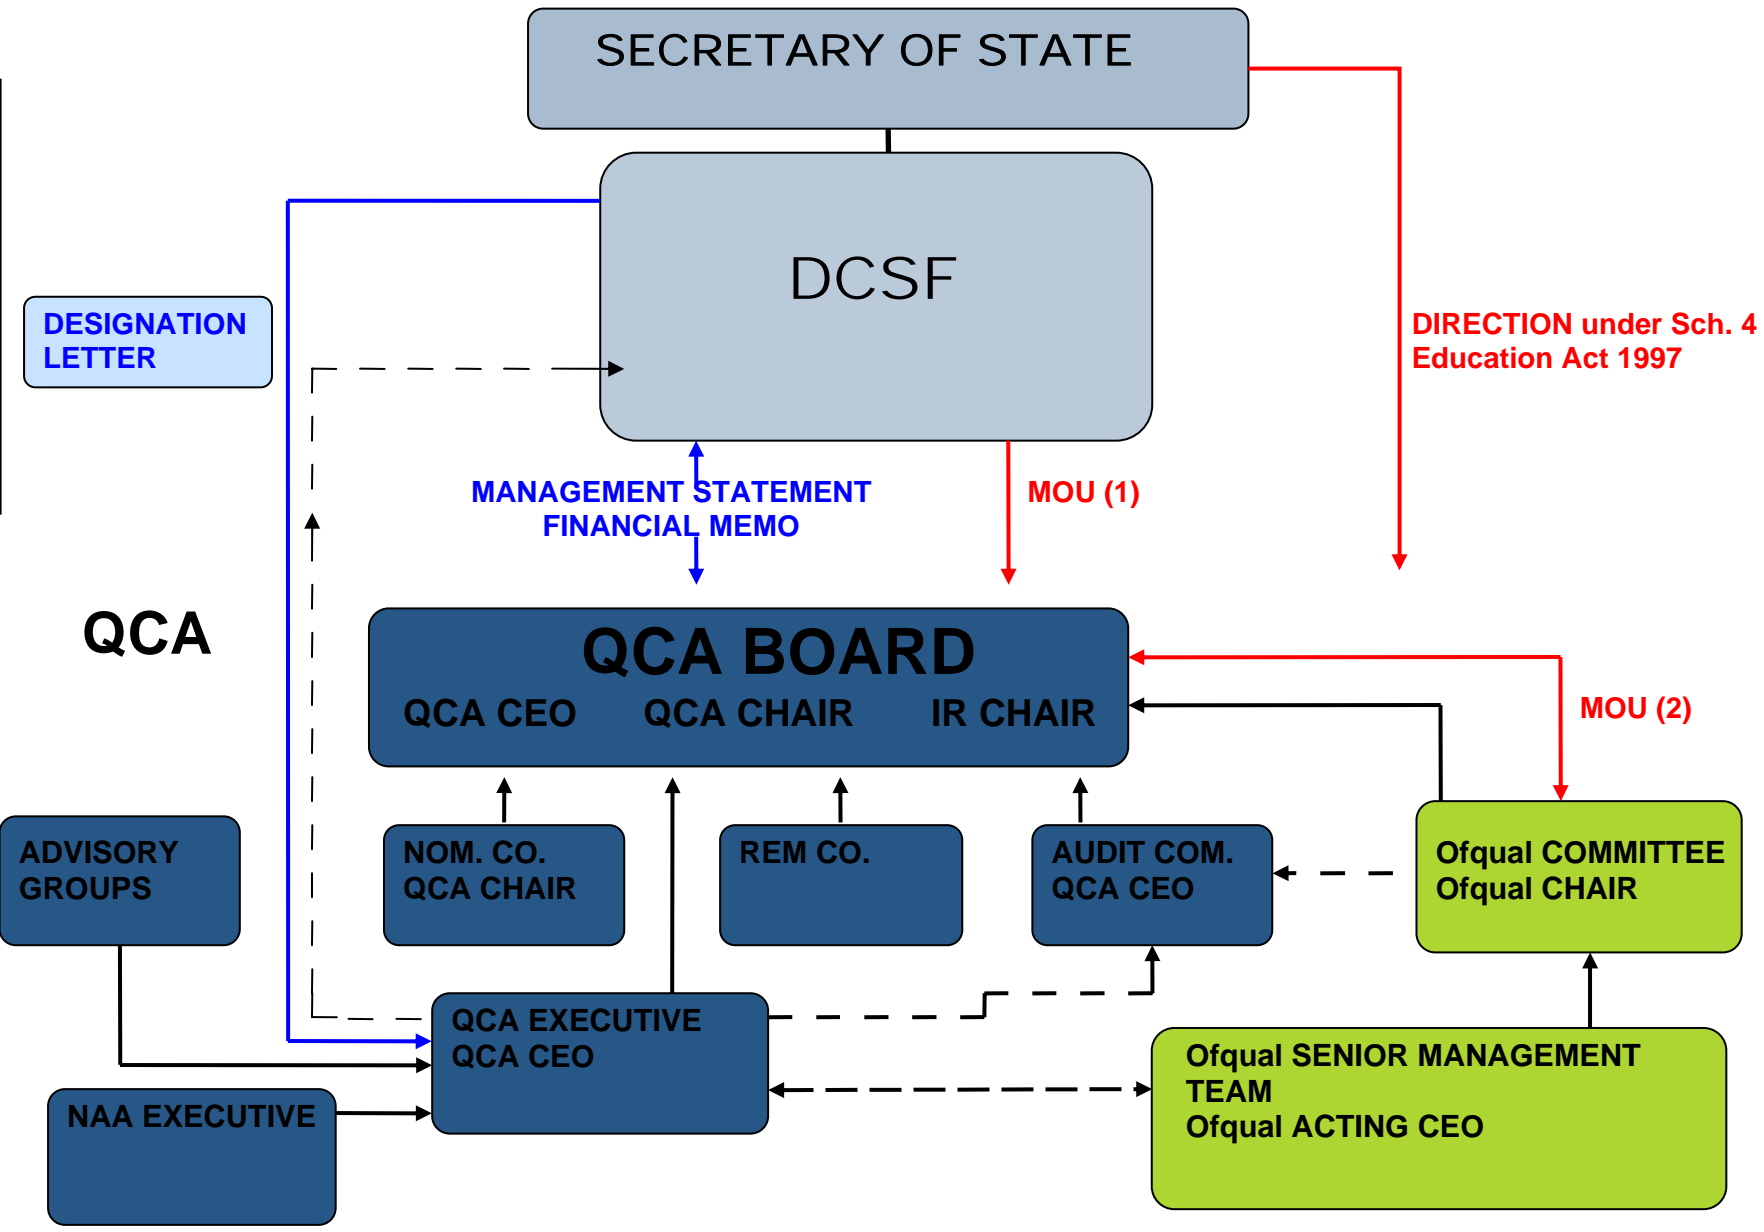 SECRETARY OF STATE
DCSF
DESIGNATION
LETTER
DIRECTION under Sch. 4
Education Act 1997
MANAGEMENT STATEMENT
FINANCIAL MEMO
MOU (1)
QCA
QCA BOARD
QCA CEO QCA CHAIR IR CHAIR
MOU (2)
ADVISORY
GROUPS
NOM. CO.
QCA CHAIR
REM CO.
AUDIT COM.
QCA CEO
Ofqual COMMITTEE
Ofqual CHAIR
QCA EXECUTIVE
QCA CEO
Ofqual SENIOR MANAGEMENT
TEAM
Ofqual ACTING CEO
NAA EXECUTIVE